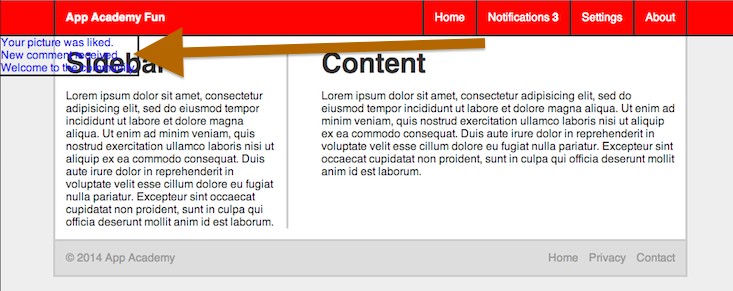 App Academy Fun
Home
Notifications 3
Settings
About
Your picture was liked.
New comment received.
Welcome to the community.
Sidebar
Lorem ipsum dolor sit amet, consectetur
adipisicing elit, sed do eiusmod tempor
incididunt ut labore et dolore magna
aliqua. Ut enim ad minim veniam, quis
nostrud exercitation ullamco laboris nisi ut
aliquip ex ea commodo consequat. Duis
aute irure dolor in reprehenderit in
voluptate velit esse cillum dolore eu fugiat
nulla pariatur. Excepteur sint occaecat
cupidatat non proident, sunt in culpa qui
officia deserunt mollit anim id est laborum.
Content
Lorem ipsum dolor sit amet, consectetur adipisicing elit, sed do
eiusmod tempor incididunt ut labore et dolore magna aliqua. Ut enim ad
minim veniam, quis nostrud exercitation ullamco laboris nisi ut aliquip
ex ea commodo consequat. Duis aute irure dolor in reprehenderit in
voluptate velit esse cillum dolore eu fugiat nulla pariatur. Excepteur sint
occaecat cupidatat non proident, sunt in culpa qui officia deserunt mollit
anim id est laborum.
© 2014 App Academy
Home
Privacy
Contact